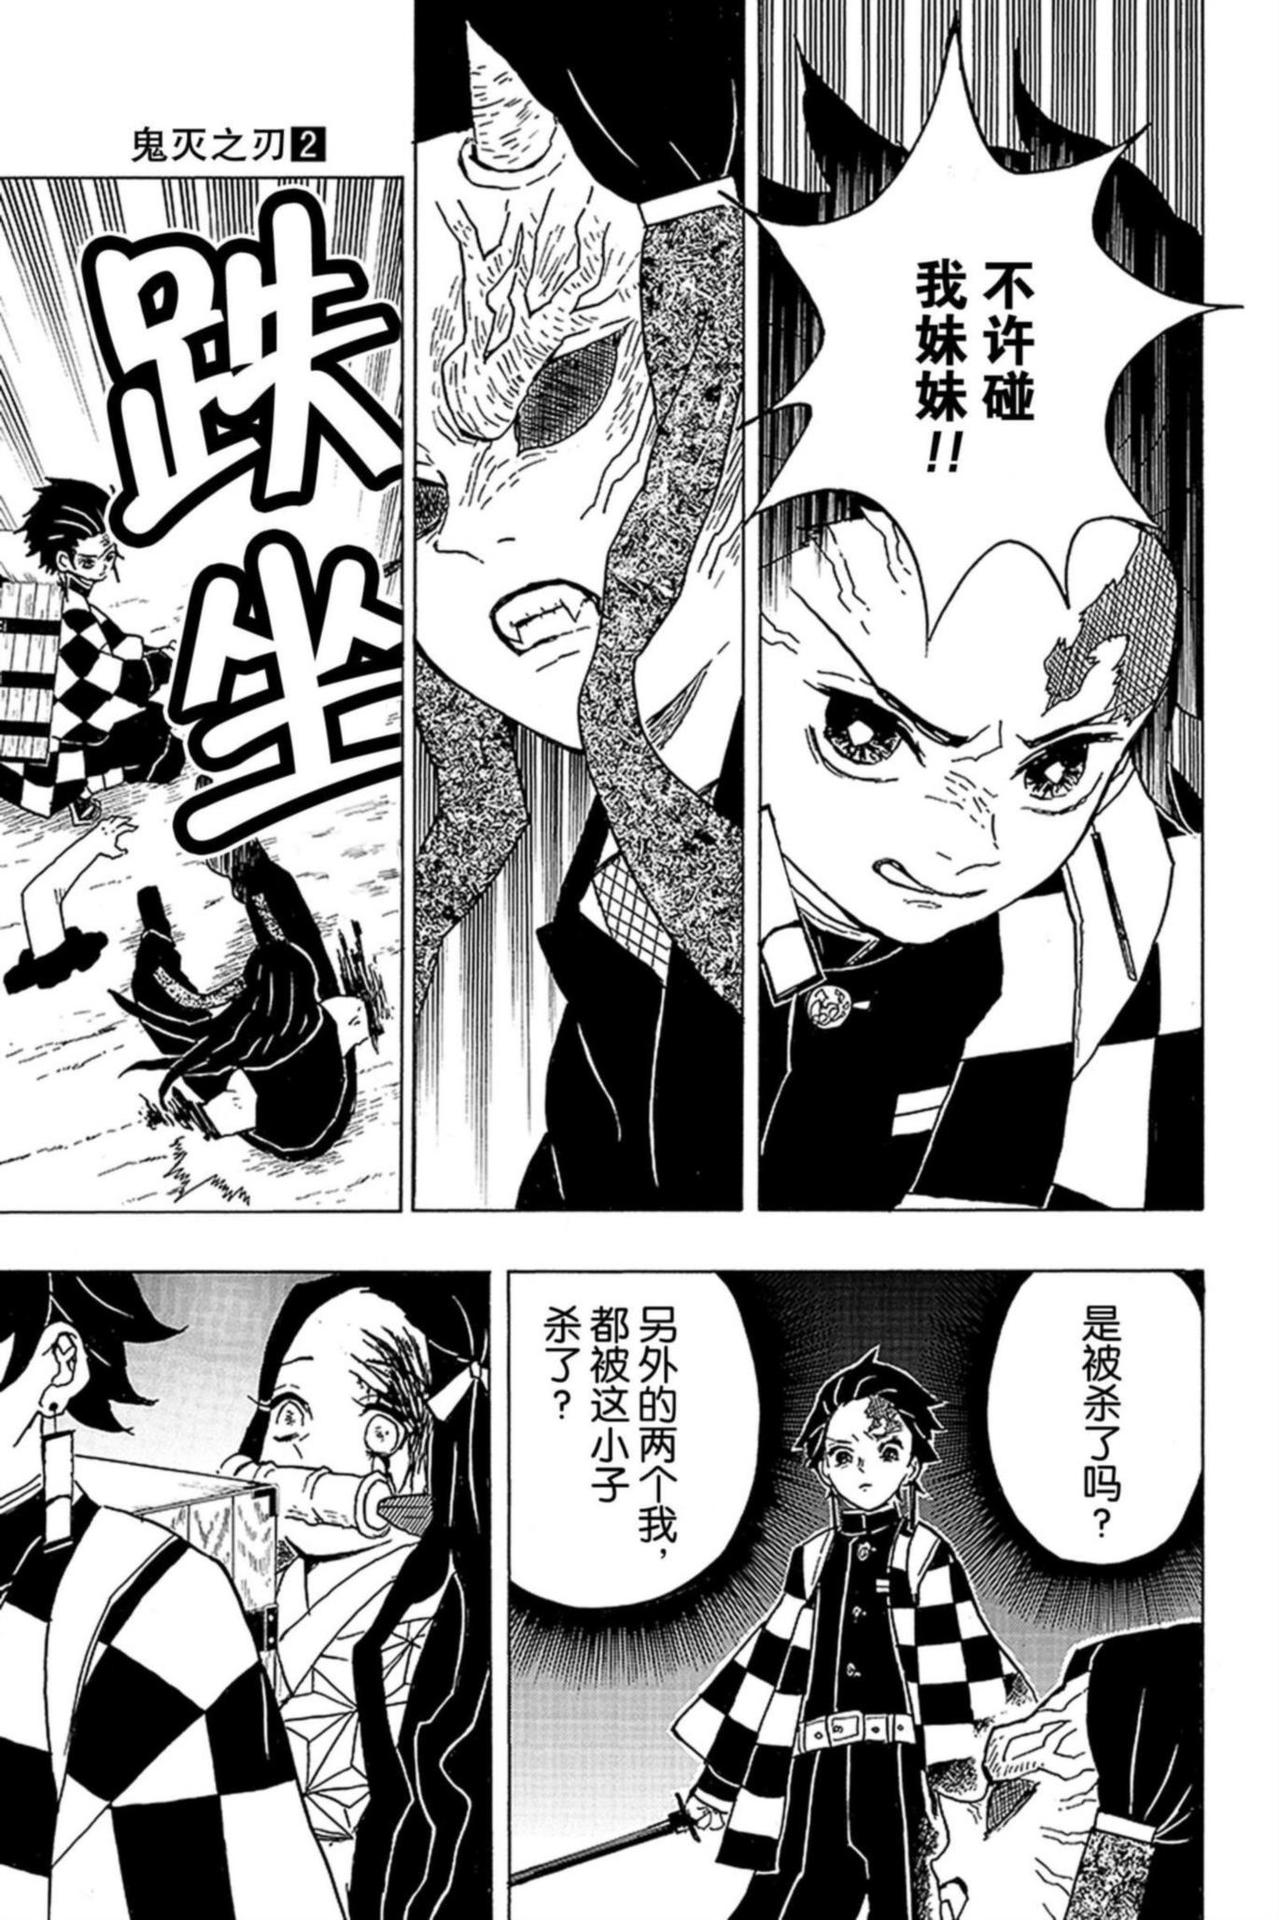 鬼灭之刃2
不许碰
我妹妹!!
跌坐
是被杀了吗？
另外的两个我，
都被这小子
杀了？